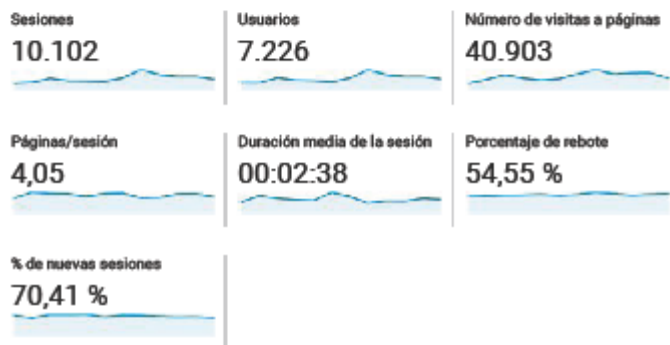 Sesiones
10.102
Usuarios
7.226
Número de visitas a páginas
40.903
Páginas/sesión
4,05
Duración media de la sesión
00:02:38
Porcentaje de rebote
54,55 %
% de nuevas sesiones
70,41 %